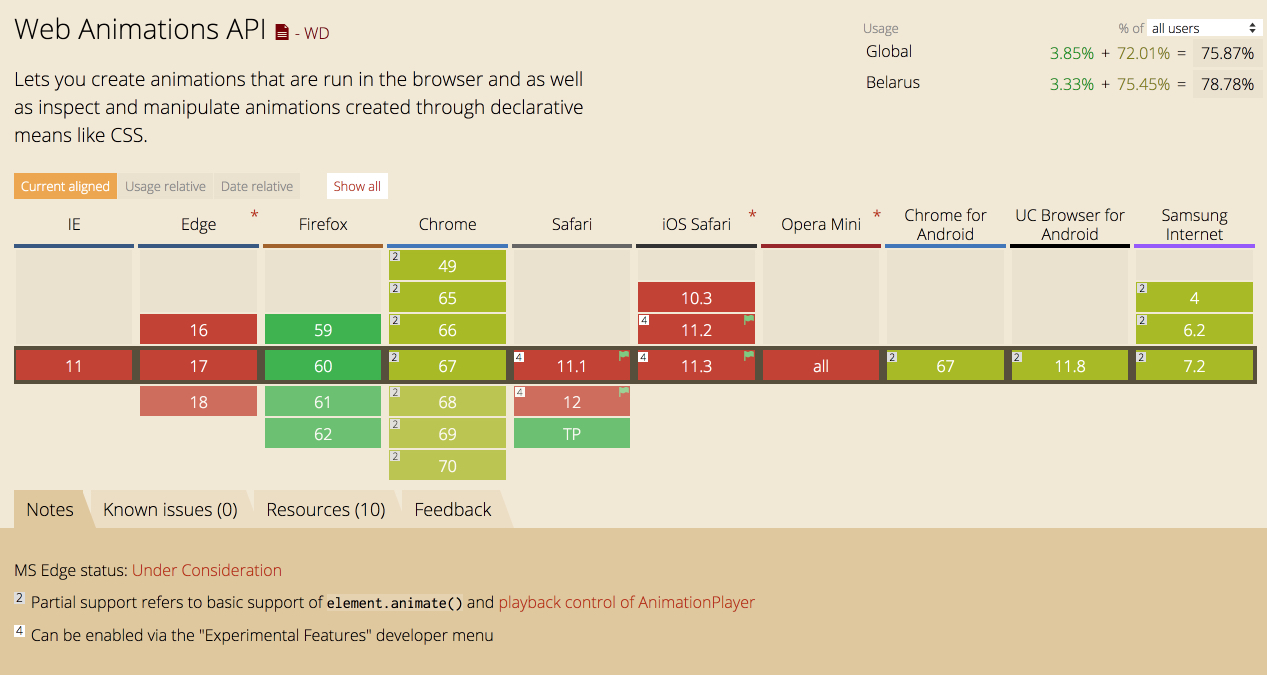 Web Animations API - WD
Usage % of all users
Global 3.85% + 72.01% = 75.87%
Belarus 3.33% + 75.45% = 78.78%
Lets you create animations that are run in the browser and as well
as inspect and manipulate animations created through declarative
means like CSS.
Current aligned Usage relative Date relative Show all
IE Edge * Firefox Chrome Safari iOS Safari * Opera Mini * Chrome for Android UC Browser for Android Samsung Internet
2 49
2 65 10.3 2 4
16 59 2 66 4 11.2 2 6.2
11 17 60 2 67 4 11.1 4 11.3 all 2 67 2 11.8 2 7.2
18 61 2 68 4 12
62 2 69 TP
2 70
Notes Known issues (0) Resources (10) Feedback
MS Edge status: Under Consideration
2 Partial support refers to basic support of element.animate() and playback control of AnimationPlayer
4 Can be enabled via the "Experimental Features" developer menu